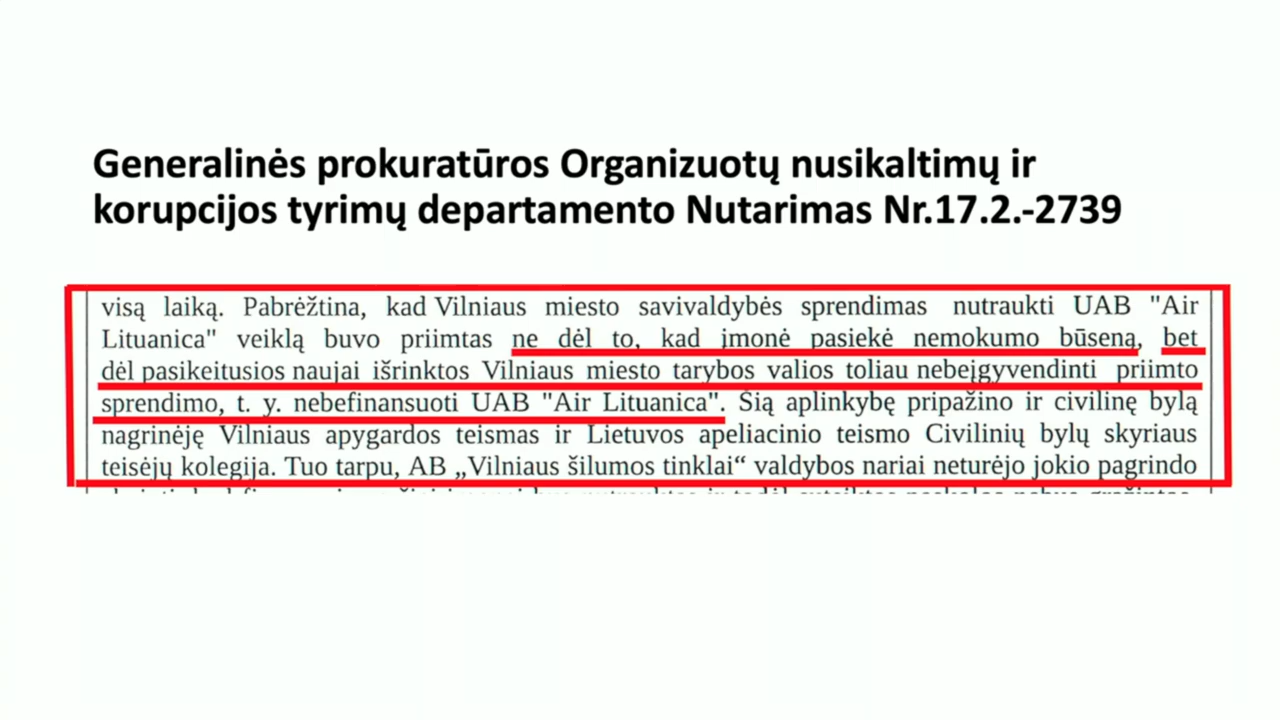 Generalinės prokuratūros Organizuotų nusikaltimų ir
korupcijos tyrimų departamento Nutarimas Nr.17.2.-2739
visą laiką. Pabrėžtina, kad Vilniaus miesto savivaldybės sprendimas nutraukti UAB "Air
Lituanica" veiklą buvo priimtas ne dėl to, kad įmonė pasiekė nemokumo būseną, bet
dėl pasikeitusios naujai išrinktos Vilniaus miesto tarybos valios toliau nebeįgyvendinti priimto
sprendimo, t. y. nebefinansuoti UAB "Air Lituanica". Šią aplinkybę pripažino ir civilinę bylą
nagrinėję Vilniaus apygardos teismas ir Lietuvos apeliacinio teismo Civilinių bylų skyriaus
teisėjų kolegija. Tuo tarpu, AB „Vilniaus šilumos tinklai“ valdybos nariai neturėjo jokio pagrindo